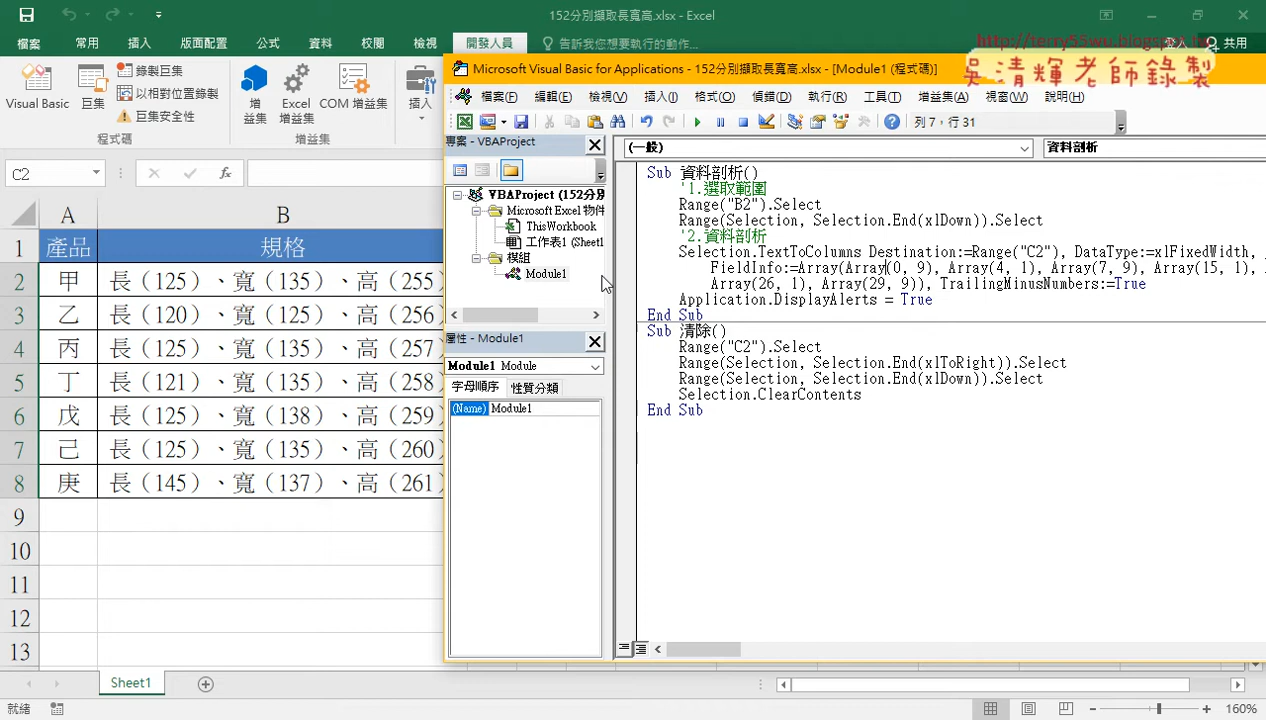 152分別擷取長寬高.xlsx - Excel
http://terry55wu.blogspot.tw
吳清輝老師錄製
檔案 常用 插入 版面配置 公式 資料 校閱 檢視 開發人員 告訴我您想要執行的動作... 登入 共用
Visual Basic 巨集 錄製巨集 以相對位置錄製 巨集安全性 增益集 Excel 增益集 COM 增益集 插入
程式碼 增益集
Microsoft Visual Basic for Applications - 152分別擷取長寬高.xlsx - [Module1 (程式碼)]
檔案(F) 編輯(E) 檢視(V) 插入(I) 格式(O) 偵錯(D) 執行(R) 工具(T) 增益集(A) 視窗(W) 說明(H)
列 7，行 31
C2 fx
A B
1 產品 規格
2 甲 長（125）、寬（135）、高（255）
3 乙 長（120）、寬（125）、高（256
4 丙 長（125）、寬（135）、高（257
5 丁 長（121）、寬（135）、高（258
6 戊 長（125）、寬（138）、高（259
7 己 長（125）、寬（135）、高（260
8 庚 長（145）、寬（137）、高（261
9
10
11
12
13
專案 - VBAProject
VBAProject (152分別
Microsoft Excel 物件
ThisWorkbook
工作表1 (Sheet1
模組
Module1
屬性 - Module1
Module1 Module
字母順序 性質分類
(Name) Module1
(一般) 資料剖析
Sub 資料剖析()
'1.選取範圍
Range("B2").Select
Range(Selection, Selection.End(xlDown)).Select
'2.資料剖析
Selection.TextToColumns Destination:=Range("C2"), DataType:=xlFixedWidth, _
FieldInfo:=Array(Array(0, 9), Array(4, 1), Array(7, 9), Array(15, 1),
Array(26, 1), Array(29, 9)), TrailingMinusNumbers:=True
Application.DisplayAlerts = True
End Sub
Sub 清除()
Range("C2").Select
Range(Selection, Selection.End(xlToRight)).Select
Range(Selection, Selection.End(xlDown)).Select
Selection.ClearContents
End Sub
Sheet1
就緒 160%